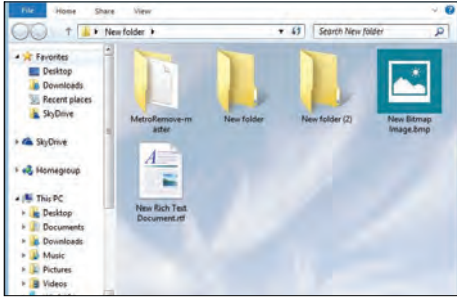 File Home Share View
New folder Search New folder
Favorites
Desktop
Downloads
Recent places
SkyDrive
SkyDrive
Homegroup
This PC
Desktop
Documents
Downloads
Music
Pictures
Videos
MetroRemove-m
aster
New folder
New folder (2)
New Bitmap
Image.bmp
New Rich Text
Document.rtf